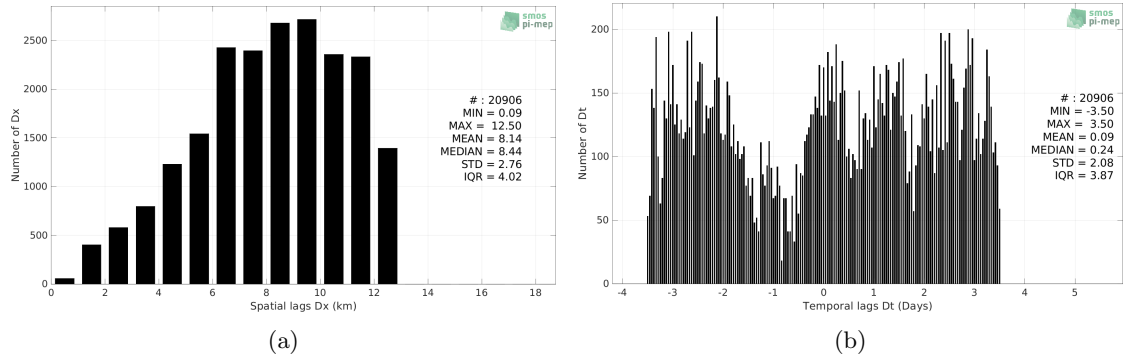 smos
pi-mep
2500
2000
1500
1000
500
0
Number of Dx
# : 20906
MIN = 0.09
MAX = 12.50
MEAN = 8.14
MEDIAN = 8.44
STD = 2.76
IQR = 4.02
0 2 4 6 8 10 12 14 16 18
Spatial lags Dx (km)
(a)
smos
pi-mep
200
150
100
50
0
Number of Dt
# : 20906
MIN = -3.50
MAX = 3.50
MEAN = 0.09
MEDIAN = 0.24
STD = 2.08
IQR = 3.87
-4 -3 -2 -1 0 1 2 3 4 5
Temporal lags Dt (Days)
(b)